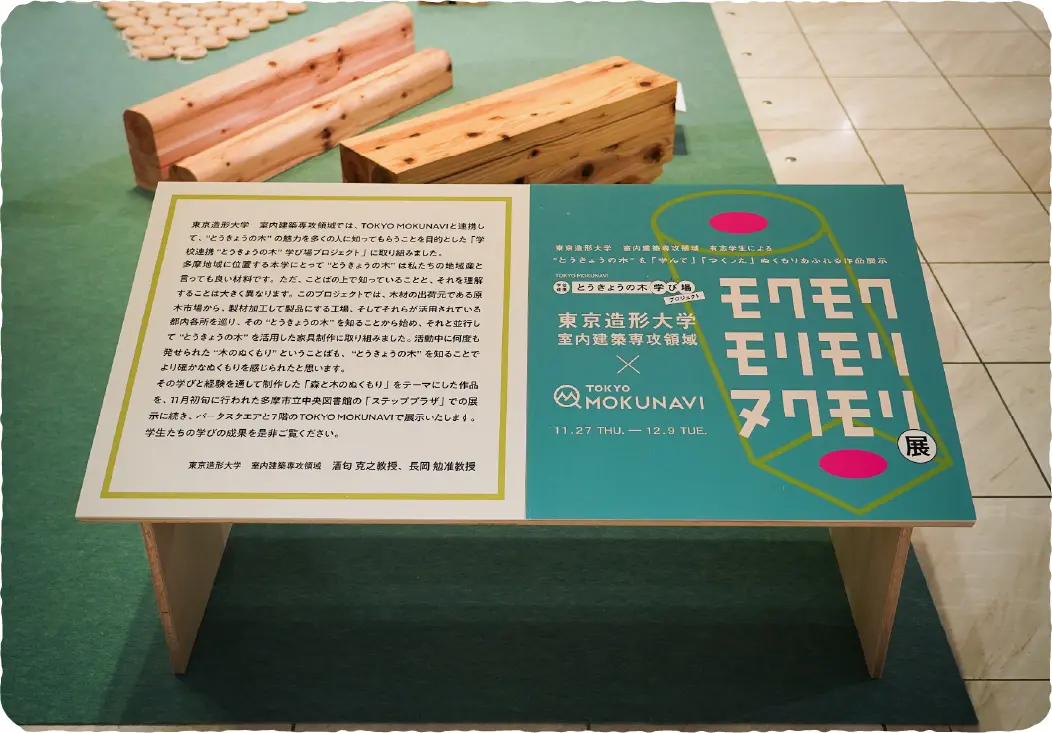 東京造形大学 室内建築専攻領域では、TOKYO MOKUNAVIと連携し
て、“とうきょうの木”の魅力を多くの人に知ってもらうことを目的とした「学
校連携“とうきょうの木”学び場プロジェクト」に取り組みました。
多摩地域に位置する本学にとって“とうきょうの木”は私たちの地域産と
言っても良い材料です。ただ、ことばの上で知っていることと、それを理解
することは大きく異なります。このプロジェクトでは、木材の出荷元である原
木市場から、製材加工して製品にする工場、そしてそれらが活用されている
都内各所を巡り、その“とうきょうの木”を知ることから始め、それと並行し
て“とうきょうの木”を活用した家具制作に取り組みました。活動中に何度も
発せられた“木のぬくもり”ということばも、“とうきょうの木”を知ることで
より確かなぬくもりを感じられたと思います。
その学びと経験を通して制作した「森と木のぬくもり」をテーマにした作品
を、11月初旬に行われた多摩市立中央図書館の「ステッププラザ」での展
示に続き、パークスクエアと7階のTOKYO MOKUNAVIで展示いたします。
学生たちの学びの成果を是非ご覧ください。
東京造形大学 室内建築専攻領域 酒匂 克之教授、長岡 勉准教授
東京造形大学 室内建築専攻領域 有志学生による
“とうきょうの木”を「学んで」「つくった」ぬくもりあふれる作品展示
TOKYO MOKUNAVI
学校連携 とうきょうの木 学び場
プロジェクト
東京造形大学
室内建築専攻領域
×
TOKYO
MOKUNAVI
11.27 THU. — 12.9 TUE.
モクモク
モリモリ
ヌクモリ
展